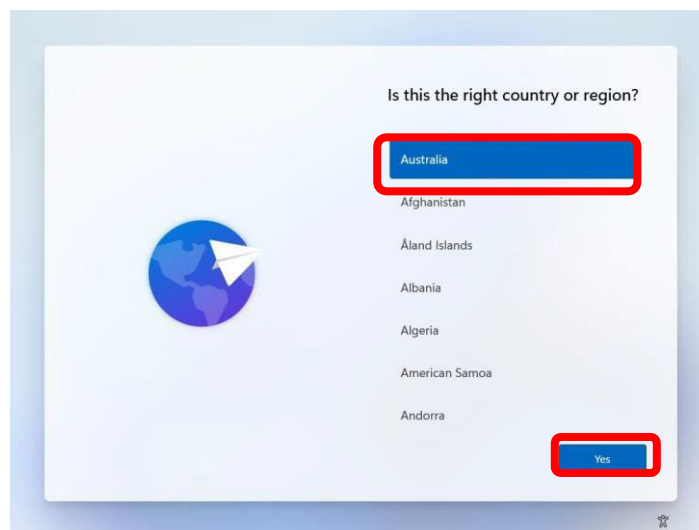 Is this the right country or region?
Australia
Afghanistan
Åland Islands
Albania
Algeria
American Samoa
Andorra
Yes